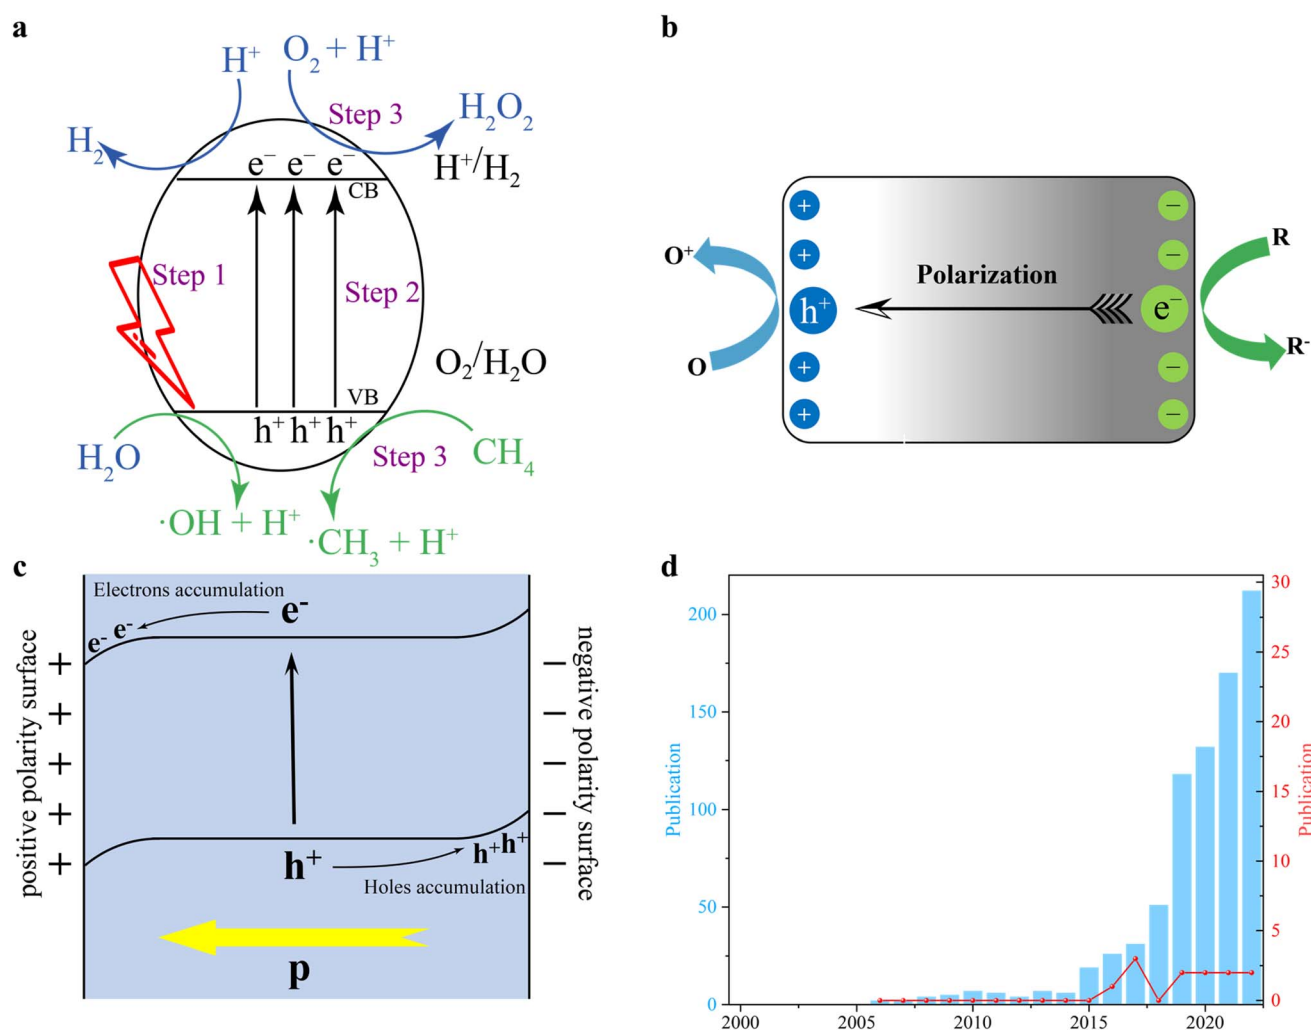 a
H⁺
O₂ + H⁺
Step 3
H₂
H₂O₂
e⁻ e⁻ e⁻
H⁺/H₂
CB
Step 1
Step 2
O₂/H₂O
VB
h⁺ h⁺ h⁺
H₂O
Step 3
CH₄
·OH + H⁺
·CH₃ + H⁺
b
+ −
+ −
O⁺
R
Polarization
h⁺ e⁻
R⁻
O
+ −
+ −
c
Electrons accumulation
e⁻
e⁻ e⁻
positive polarity surface
+ −
+ −
+ −
+ −
+ −
negative polarity surface
h⁺
h⁺h⁺
Holes accumulation
p
d
Publication
200
150
100
50
0
30
25
20
15
10
5
0
Publication
2000 2005 2010 2015 2020